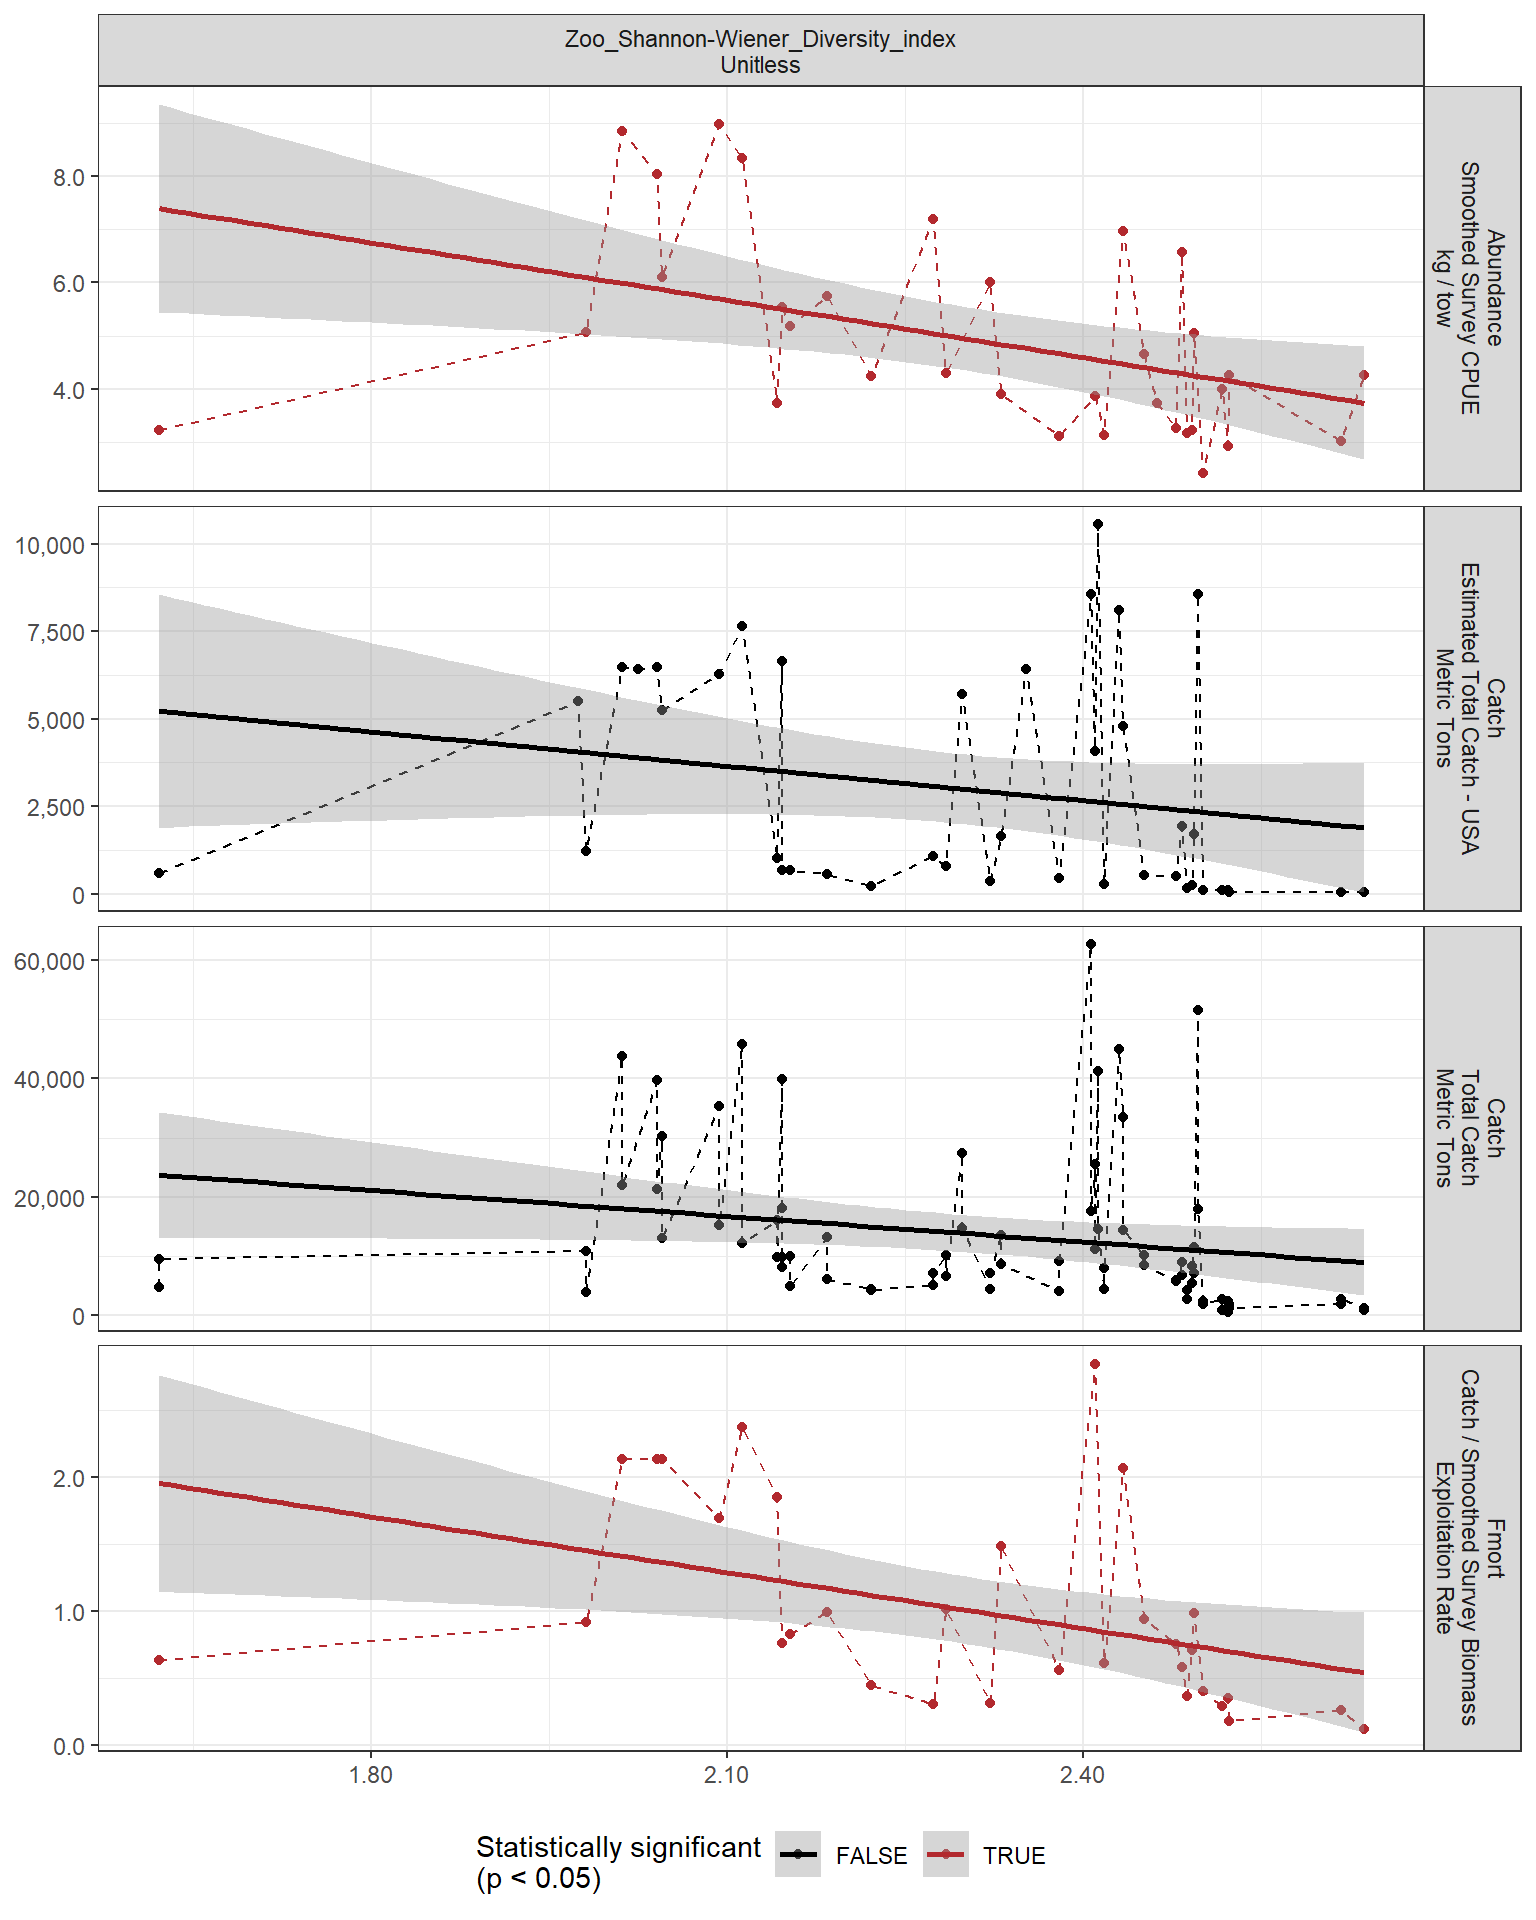 Zoo_Shannon-Wiener_Diversity_index
Unitless
8.0
6.0
4.0
Abundance
Smoothed Survey CPUE
kg / tow
10,000
7,500
5,000
2,500
0
Catch
Estimated Total Catch - USA
Metric Tons
60,000
40,000
20,000
0
Catch
Total Catch
Metric Tons
2.0
1.0
0.0
Fmort
Catch / Smoothed Survey Biomass
Exploitation Rate
1.80
2.10
2.40
Statistically significant
(p < 0.05)
FALSE
TRUE